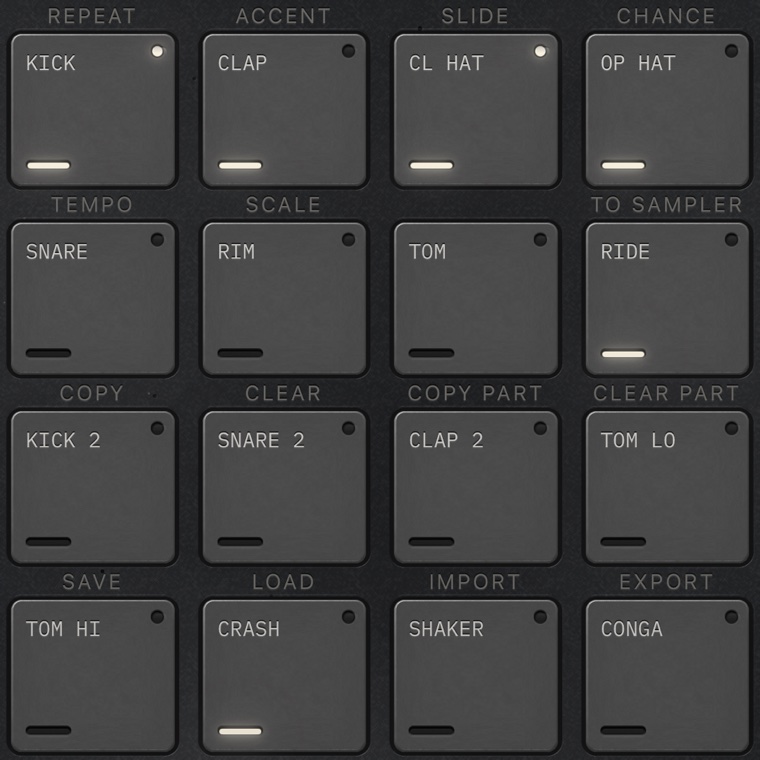 REPEAT ACCENT SLIDE CHANCE
KICK CLAP CL HAT OP HAT
TEMPO SCALE TO SAMPLER
SNARE RIM TOM RIDE
COPY CLEAR COPY PART CLEAR PART
KICK 2 SNARE 2 CLAP 2 TOM LO
SAVE LOAD IMPORT EXPORT
TOM HI CRASH SHAKER CONGA